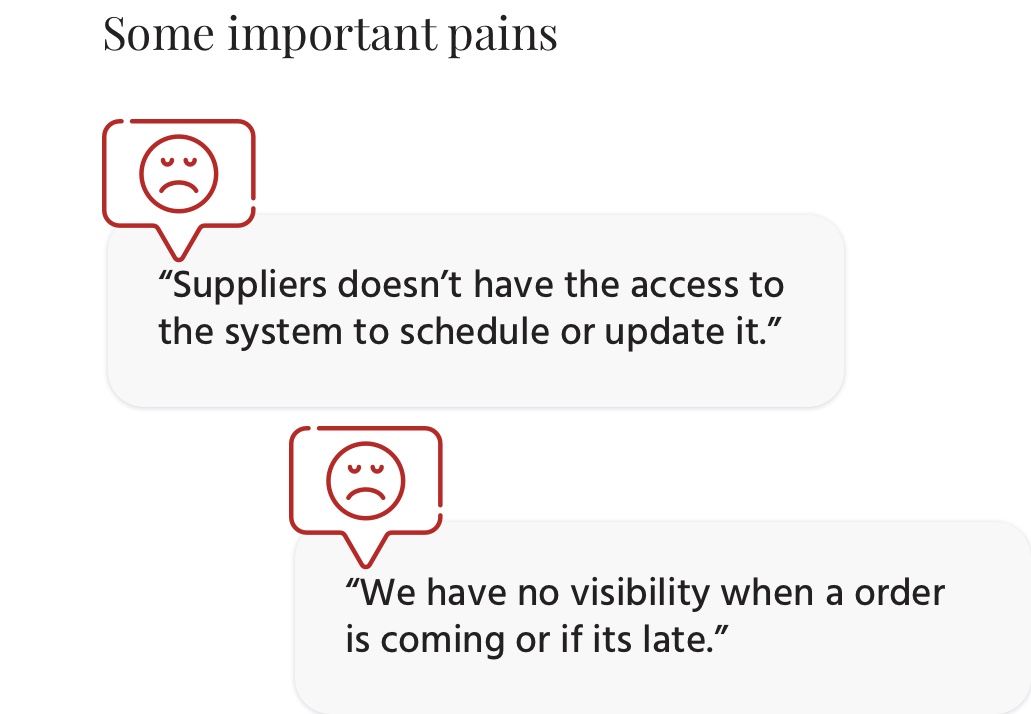 Some important pains
“Suppliers doesn’t have the access to
the system to schedule or update it.”
“We have no visibility when a order
is coming or if its late.”